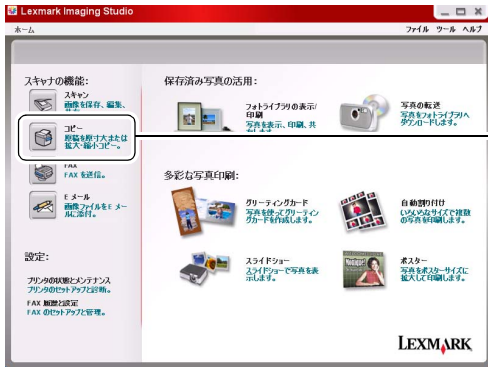 Lexmark Imaging Studio
ホーム
ファイル ツール ヘルプ
スキャナの機能:
スキャン
画像を保存、編集、
コピー
原稿を原寸大または
拡大・縮小コピー。
FAX
FAX を送信。
E メール
画像ファイルを E メー
ルに添付。
設定:
プリンタの状態とメンテナンス
プリンタのセットアップと診断。
FAX 履歴と設定
FAX のセットアップと管理。
保存済み写真の活用:
フォトライブラリの表示/
印刷
写真を表示、印刷、共
写真の転送
写真をフォトライブラリへ
ダウンロードします。
多彩な写真印刷:
グリーティングカード
写真を使ってグリーティン
グカードを作成します。
自動割り付け
いろいろなサイズで複数
の写真を印刷します。
スライドショー
スライドショーで写真を表
示します。
ポスター
写真をポスターサイズに
拡大して印刷します。
LEXMARK